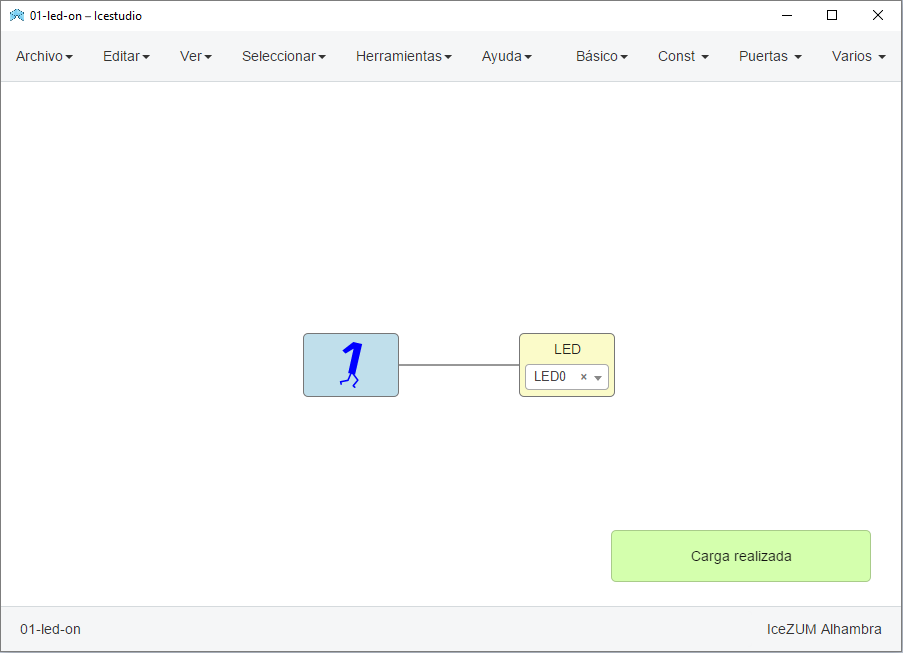 01-led-on – Icestudio
Archivo Editar Ver Seleccionar Herramientas Ayuda Básico Const Puertas Varios
1
LED
LED0 ×
Carga realizada
01-led-on IceZUM Alhambra